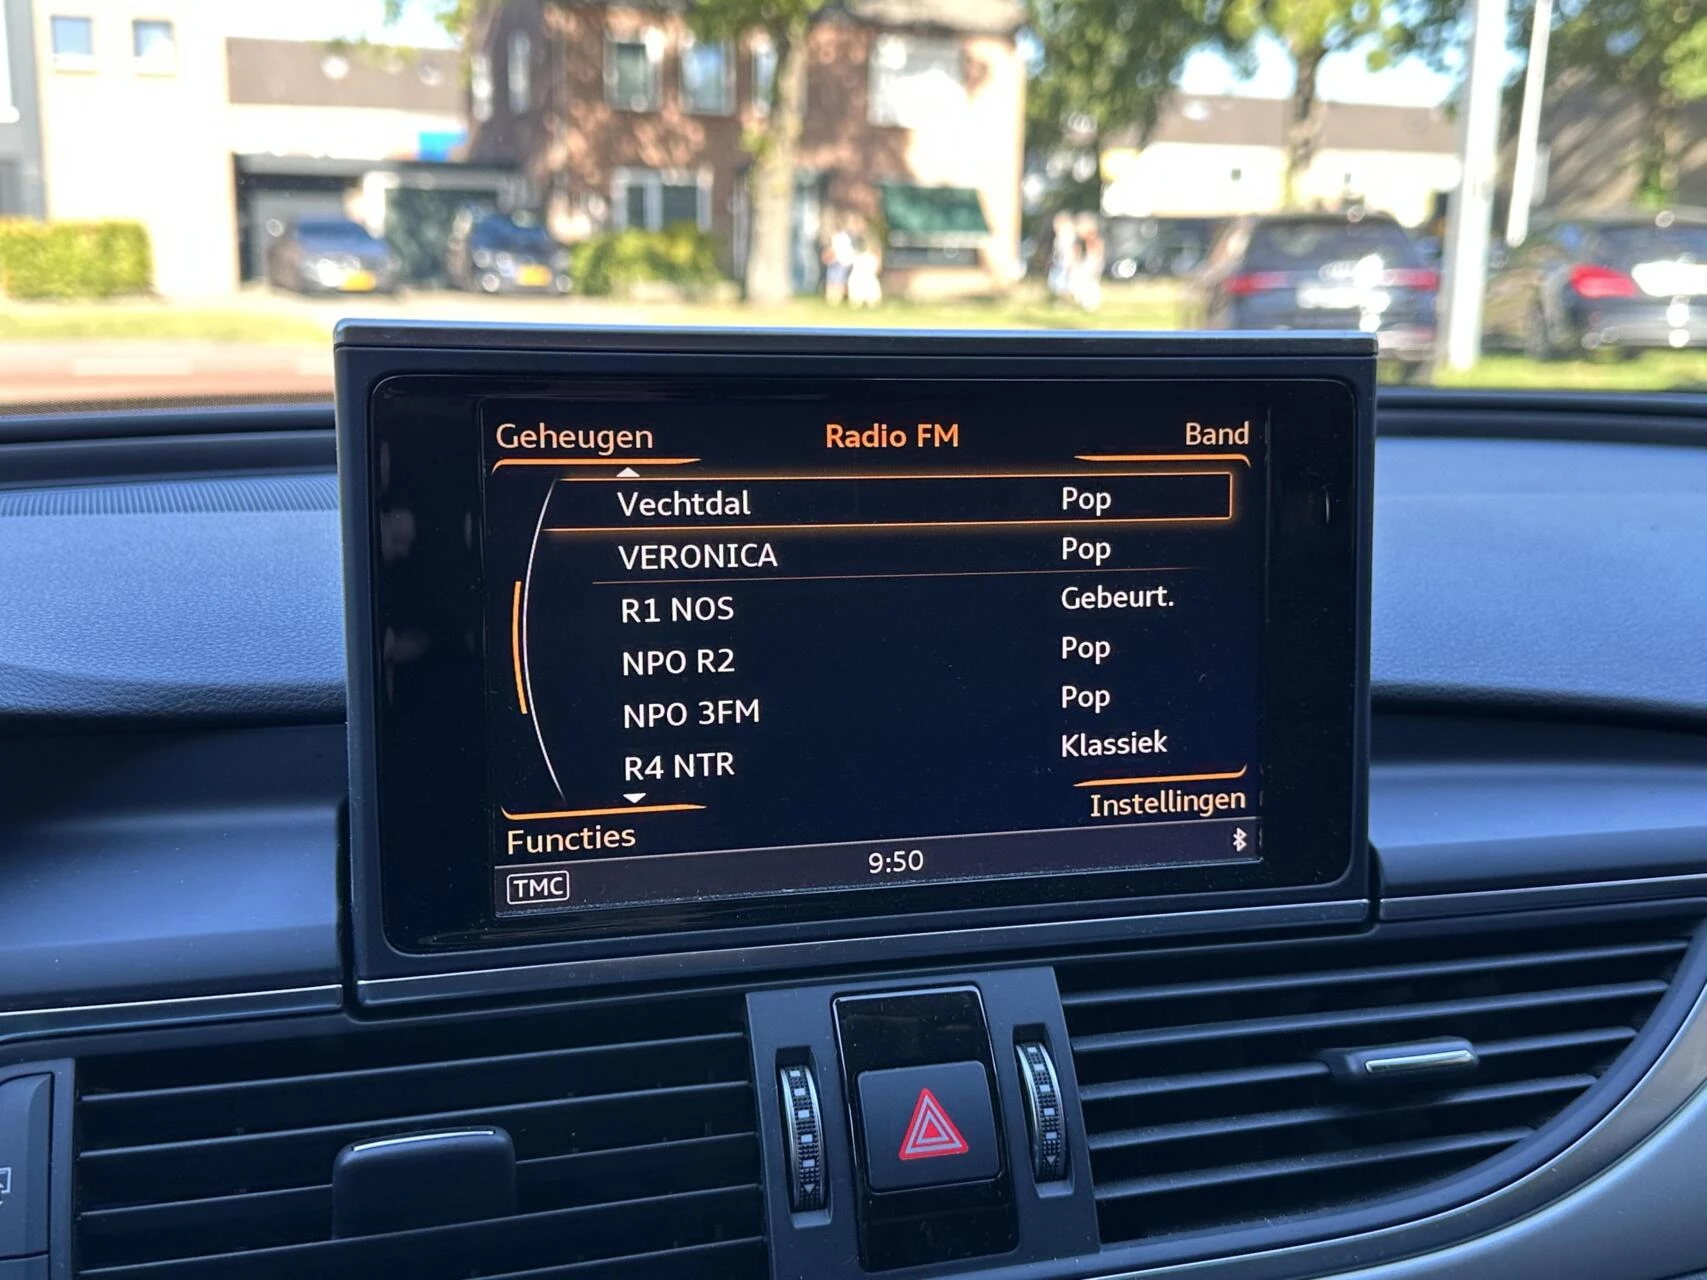 Geheugen Radio FM Band
Vechtdal Pop
VERONICA Pop
R1 NOS Gebeurt.
NPO R2 Pop
NPO 3FM Pop
R4 NTR Klassiek
Functies Instellingen
TMC 9:50